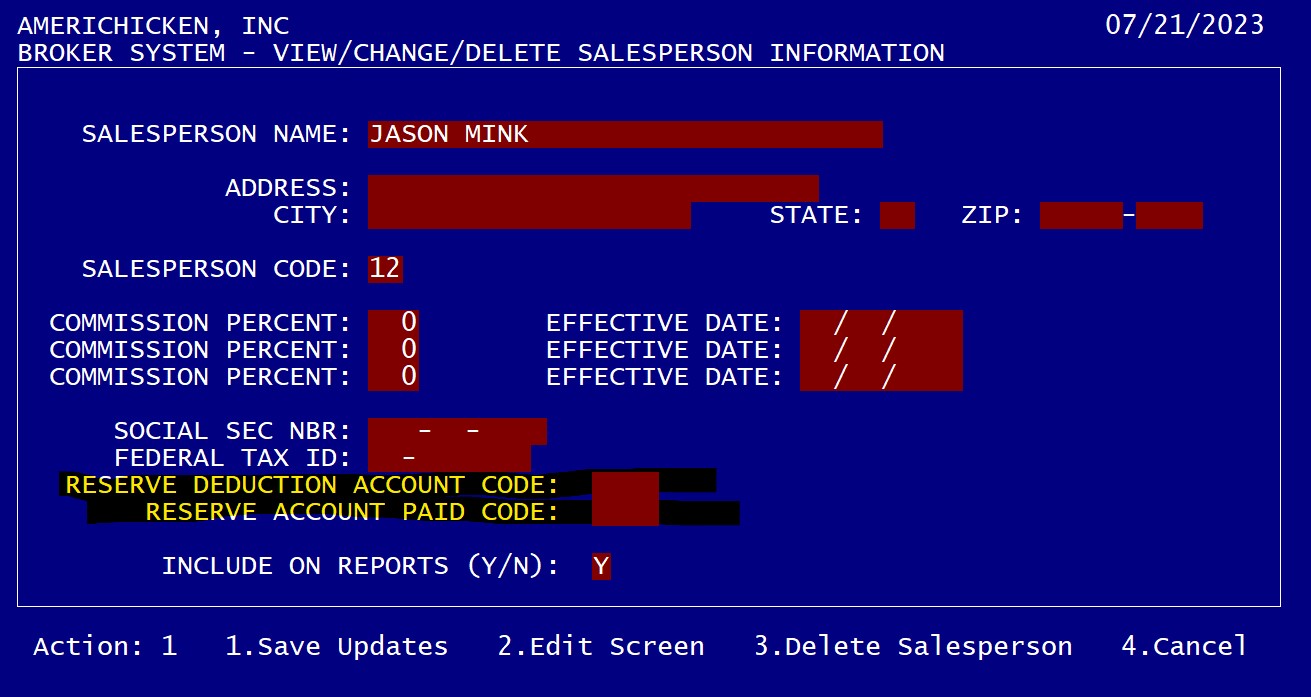 AMERICHICKEN, INC 07/21/2023
BROKER SYSTEM - VIEW/CHANGE/DELETE SALESPERSON INFORMATION
SALESPERSON NAME: JASON MINK
ADDRESS:
CITY: STATE: ZIP: -
SALESPERSON CODE: 12
COMMISSION PERCENT: 0 EFFECTIVE DATE: / /
COMMISSION PERCENT: 0 EFFECTIVE DATE: / /
COMMISSION PERCENT: 0 EFFECTIVE DATE: / /
SOCIAL SEC NBR: - -
FEDERAL TAX ID: -
RESERVE DEDUCTION ACCOUNT CODE:
RESERVE ACCOUNT PAID CODE:
INCLUDE ON REPORTS (Y/N): Y
Action: 1 1.Save Updates 2.Edit Screen 3.Delete Salesperson 4.Cancel